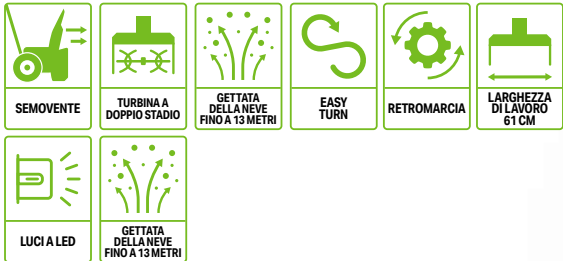 SEMOVENTE
TURBINA A
DOPPIO STADIO
GETTATA
DELLA NEVE
FINO A 13 METRI
EASY
TURN
RETROMARCIA
LARGHEZZA
DI LAVORO
61 CM
LUCI A LED
GETTATA
DELLA NEVE
FINO A 13 METRI